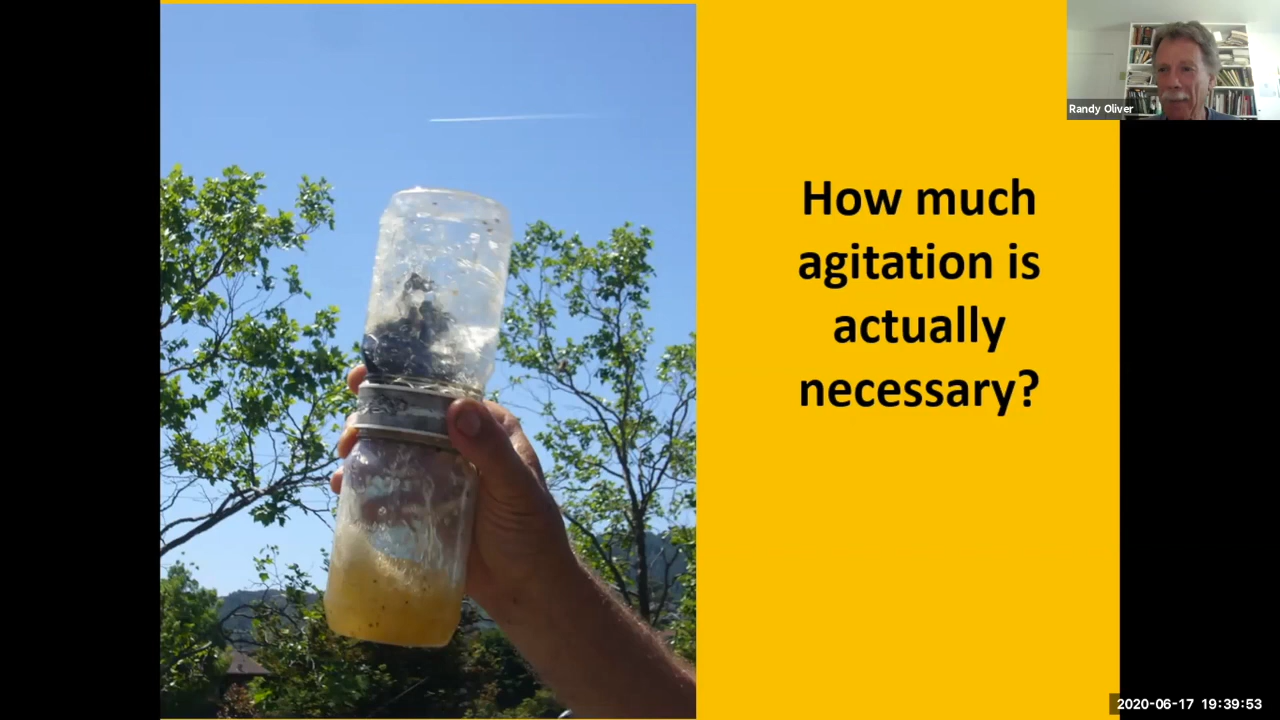 Randy Oliver
How much
agitation is
actually
necessary?
2020-06-17 19:39:53